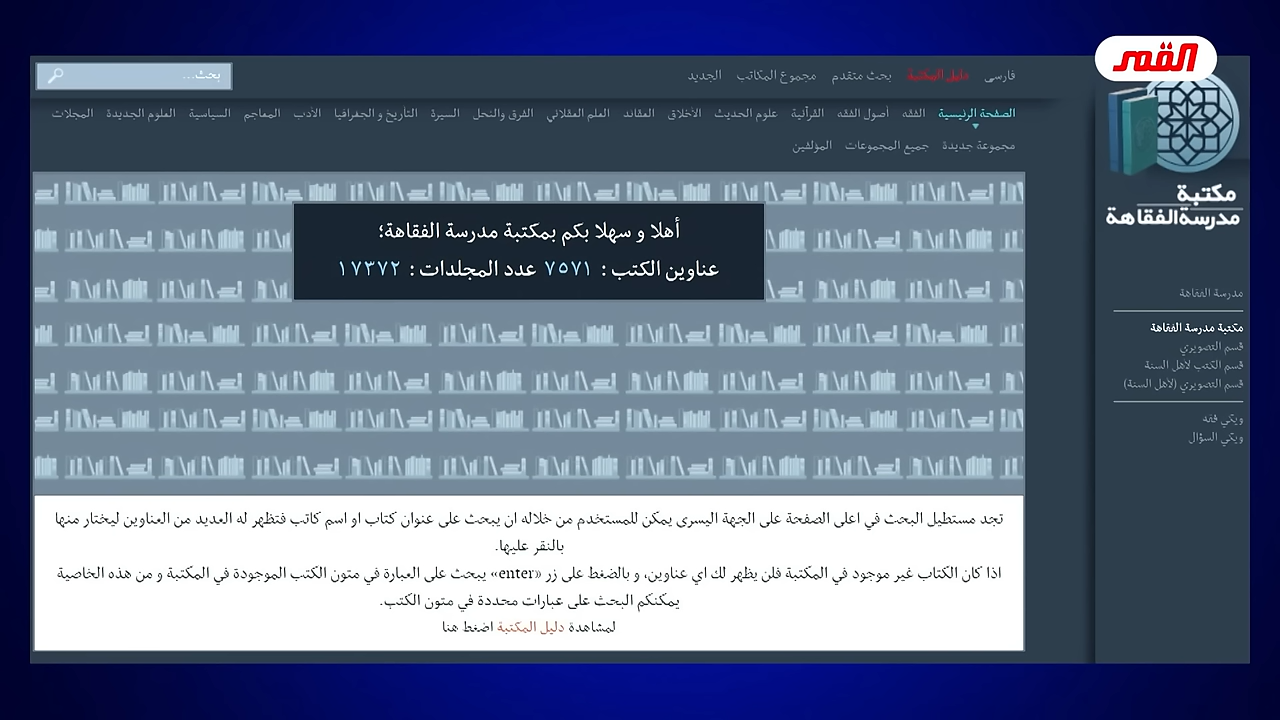 القمر
فارسی دليل المكتبة بحث متقدم مجموع المكاتب الجديد
بحث...
الصفحة الرئيسية الفقه أصول الفقه القرآنية علوم الحديث الأخلاق العقائد العلم العقلاني الفرق والنحل السيرة التأريخ و الجغرافيا الأدب المعاجم السياسية العلوم الجديدة المجلات
مجموعة جديدة جميع المجموعات المؤلفين
مكتبة
مدرسة الفقاهة
أهلا و سهلا بكم بمكتبة مدرسة الفقاهة؛
عناوين الكتب : ٧٥٧١ عدد المجلدات : ١٧٣٧٢
مدرسة الفقاهة
مكتبة مدرسة الفقاهة
قسم التصويري
قسم الكتب لاهل السنة
قسم التصويري (لاهل السنة)
ويكي فقه
ويكي السؤال
تجد مستطيل البحث في اعلى الصفحة على الجهة اليسرى يمكن للمستخدم من خلاله ان يبحث على عنوان كتاب او اسم كاتب فتظهر له العديد من العناوين ليختار منها
بالنقر عليها.
اذا كان الكتاب غير موجود في المكتبة فلن يظهر لك اي عناوين، و بالضغط على زر «enter» يبحث على العبارة في متون الكتب الموجودة في المكتبة و من هذه الخاصية
يمكنكم البحث على عبارات محددة في متون الكتب.
لمشاهدة دليل المكتبة اضغط هنا